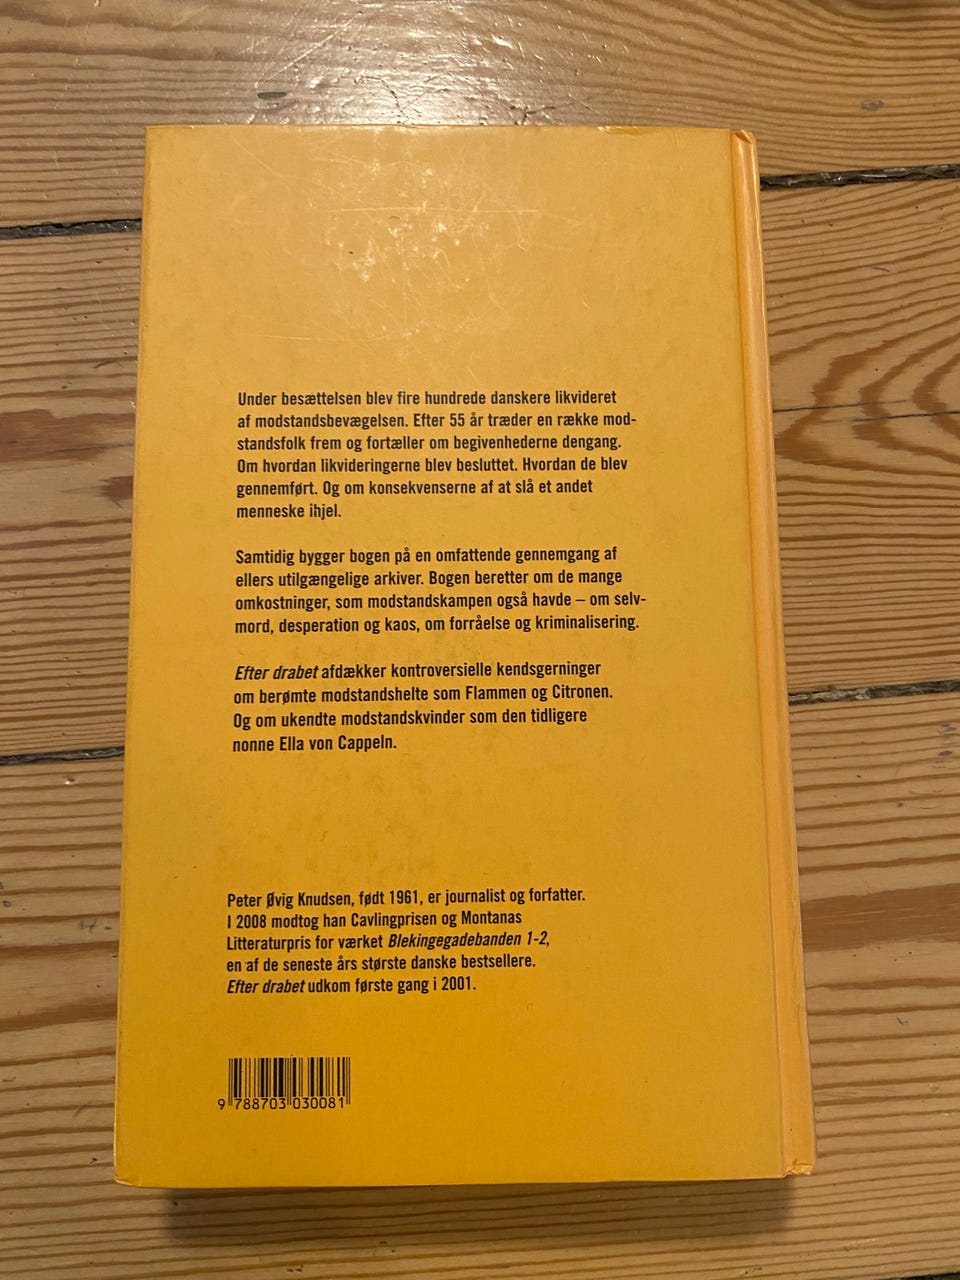 Under besættelsen blev fire hundrede danskere likvideret
af modstandsbevægelsen. Efter 55 år træder en række mod-
standsfolk frem og fortæller om begivenhederne dengang.
Om hvordan likvideringerne blev besluttet. Hvordan de blev
gennemført. Og om konsekvenserne af at slå et andet
menneske ihjel.
Samtidig bygger bogen på en omfattende gennemgang af
ellers utilgængelige arkiver. Bogen beretter om de mange
omkostninger, som modstandskampen også havde – om selv-
mord, desperation og kaos, om forråelse og kriminalisering.
Efter drabet afdækker kontroversielle kendsgerninger
om berømte modstandshelte som Flammen og Citronen.
Og om ukendte modstandskvinder som den tidligere
nonne Ella von Cappeln.
Peter Øvig Knudsen, født 1961, er journalist og forfatter.
I 2008 modtog han Cavlingprisen og Montanas
Litteraturpris for værket Blekingegadebanden 1-2,
en af de seneste års største danske bestsellere.
Efter drabet udkom første gang i 2001.
9 788703 030081